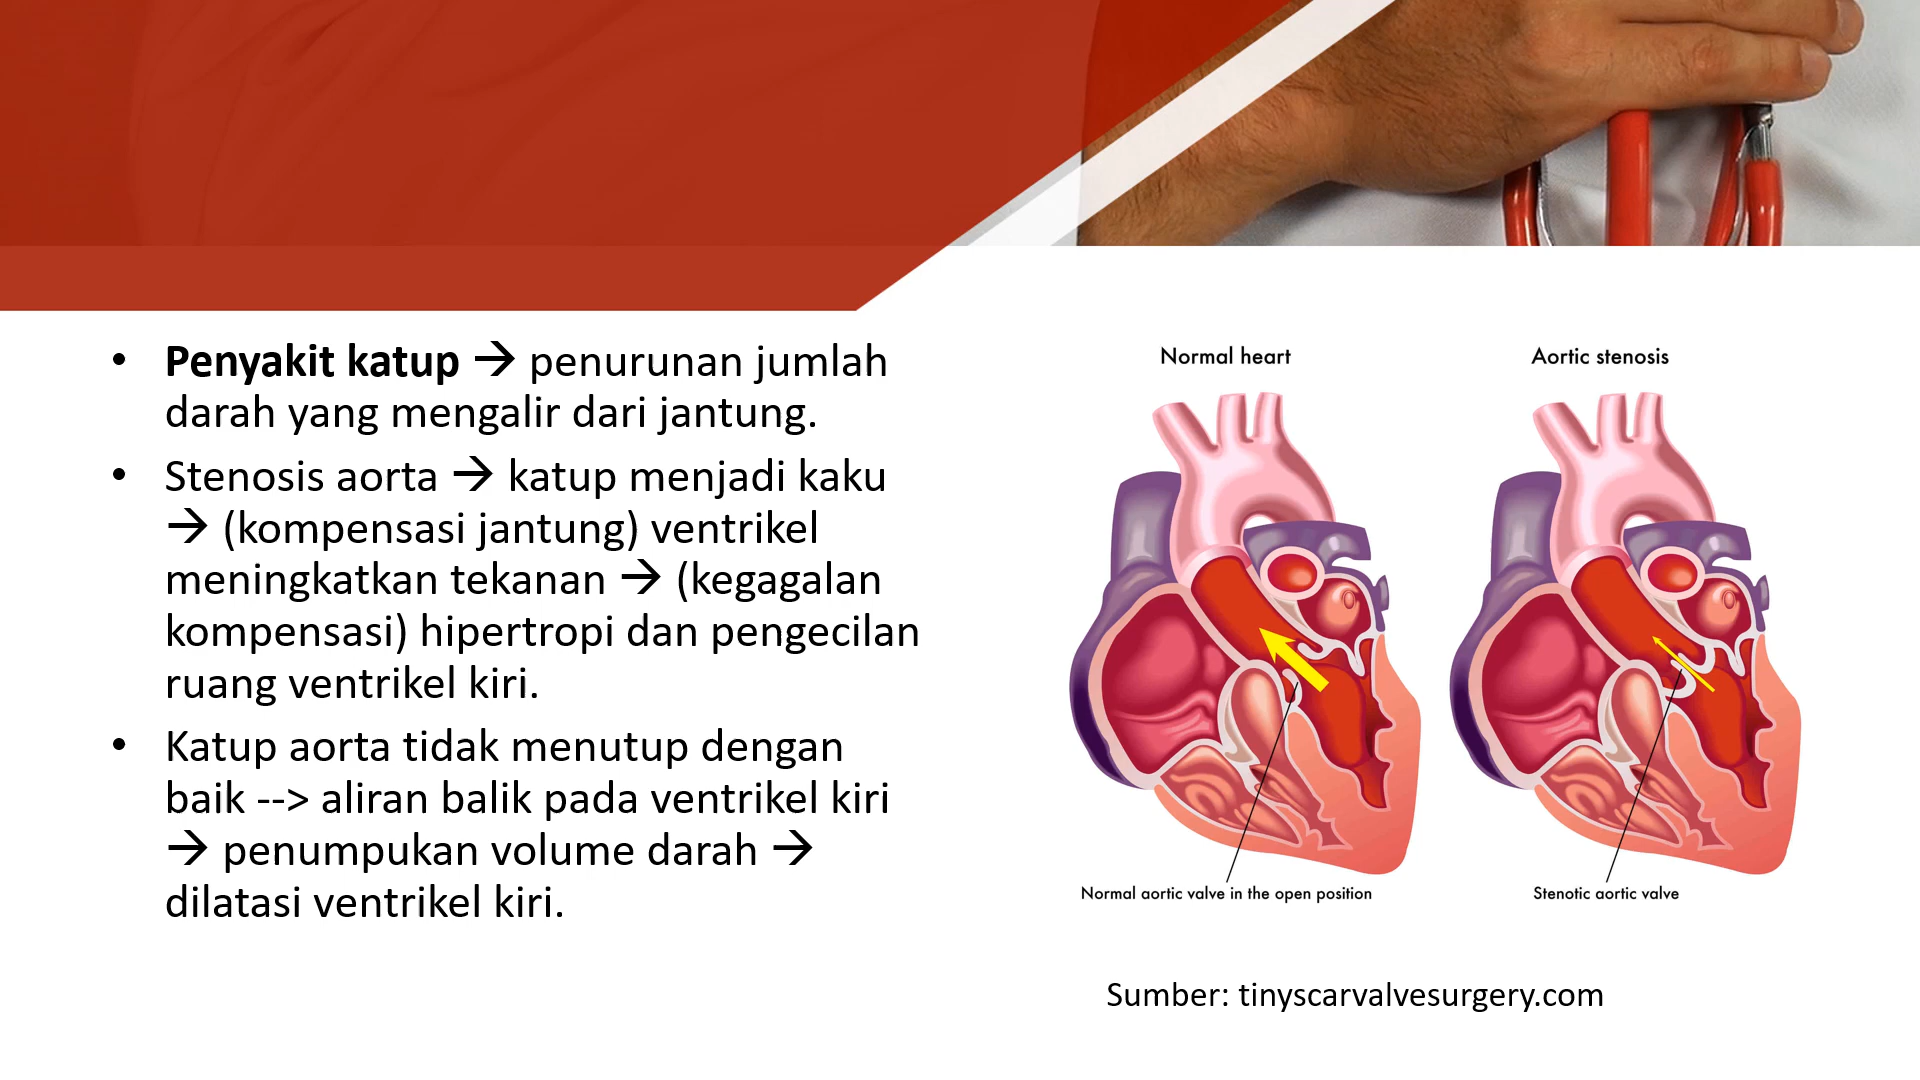 • Penyakit katup → penurunan jumlah
darah yang mengalir dari jantung.
• Stenosis aorta → katup menjadi kaku
→ (kompensasi jantung) ventrikel
meningkatkan tekanan → (kegagalan
kompensasi) hipertropi dan pengecilan
ruang ventrikel kiri.
• Katup aorta tidak menutup dengan
baik --> aliran balik pada ventrikel kiri
→ penumpukan volume darah →
dilatasi ventrikel kiri.
Normal heart
Aortic stenosis
Normal aortic valve in the open position
Stenotic aortic valve
Sumber: tinyscarvalvesurgery.com